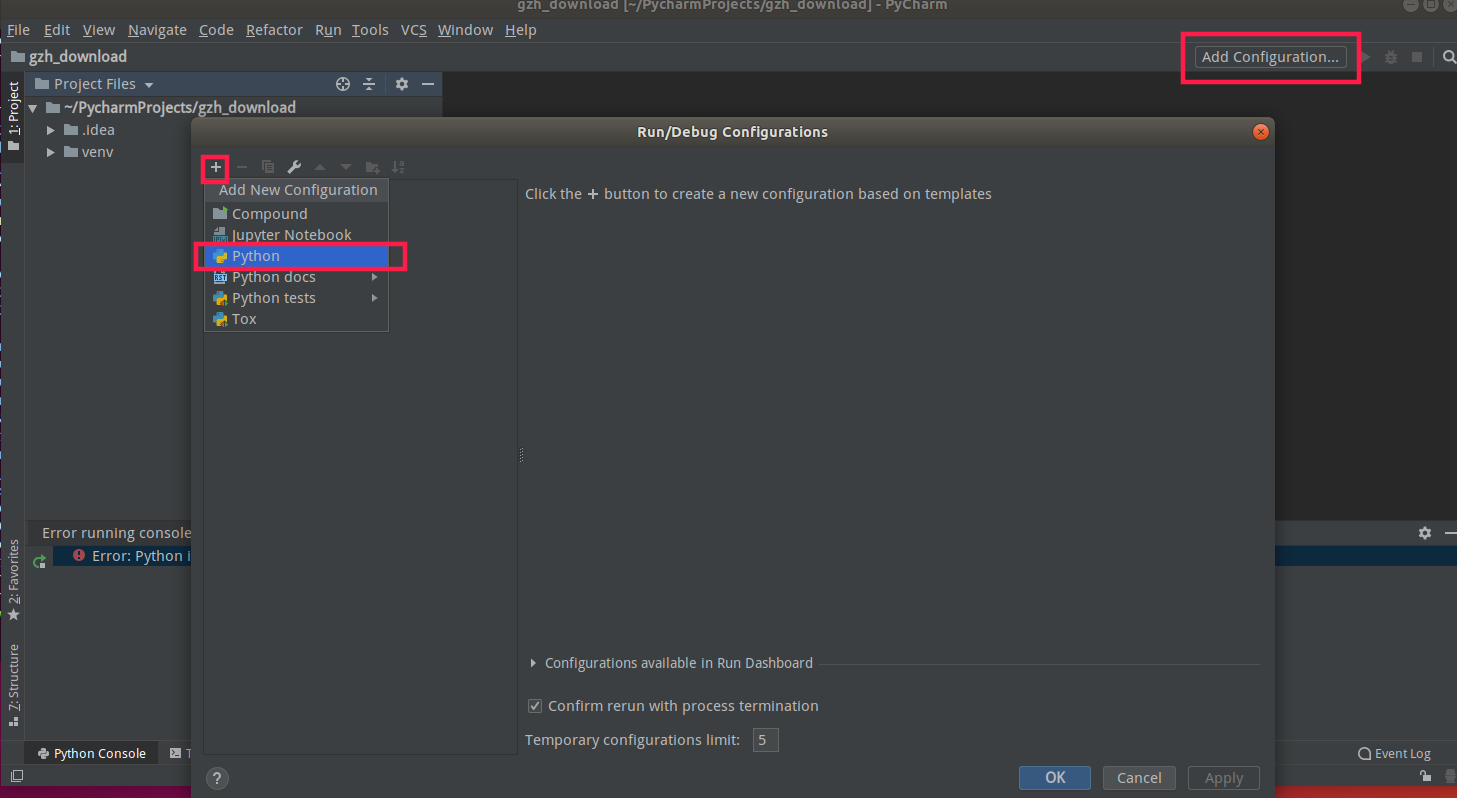 gzh_download [~/PycharmProjects/gzh_download] - PyCharm
File Edit View Navigate Code Refactor Run Tools VCS Window Help
gzh_download
Add Configuration...
1: Project
Project Files
~/PycharmProjects/gzh_download
.idea
venv
Run/Debug Configurations
Add New Configuration
Compound
Jupyter Notebook
Python
Python docs
Python tests
Tox
Click the + button to create a new configuration based on templates
Error running console
Error: Python i
2: Favorites
7: Structure
Configurations available in Run Dashboard
Confirm rerun with process termination
Temporary configurations limit: 5
Python Console
Event Log
? OK Cancel Apply